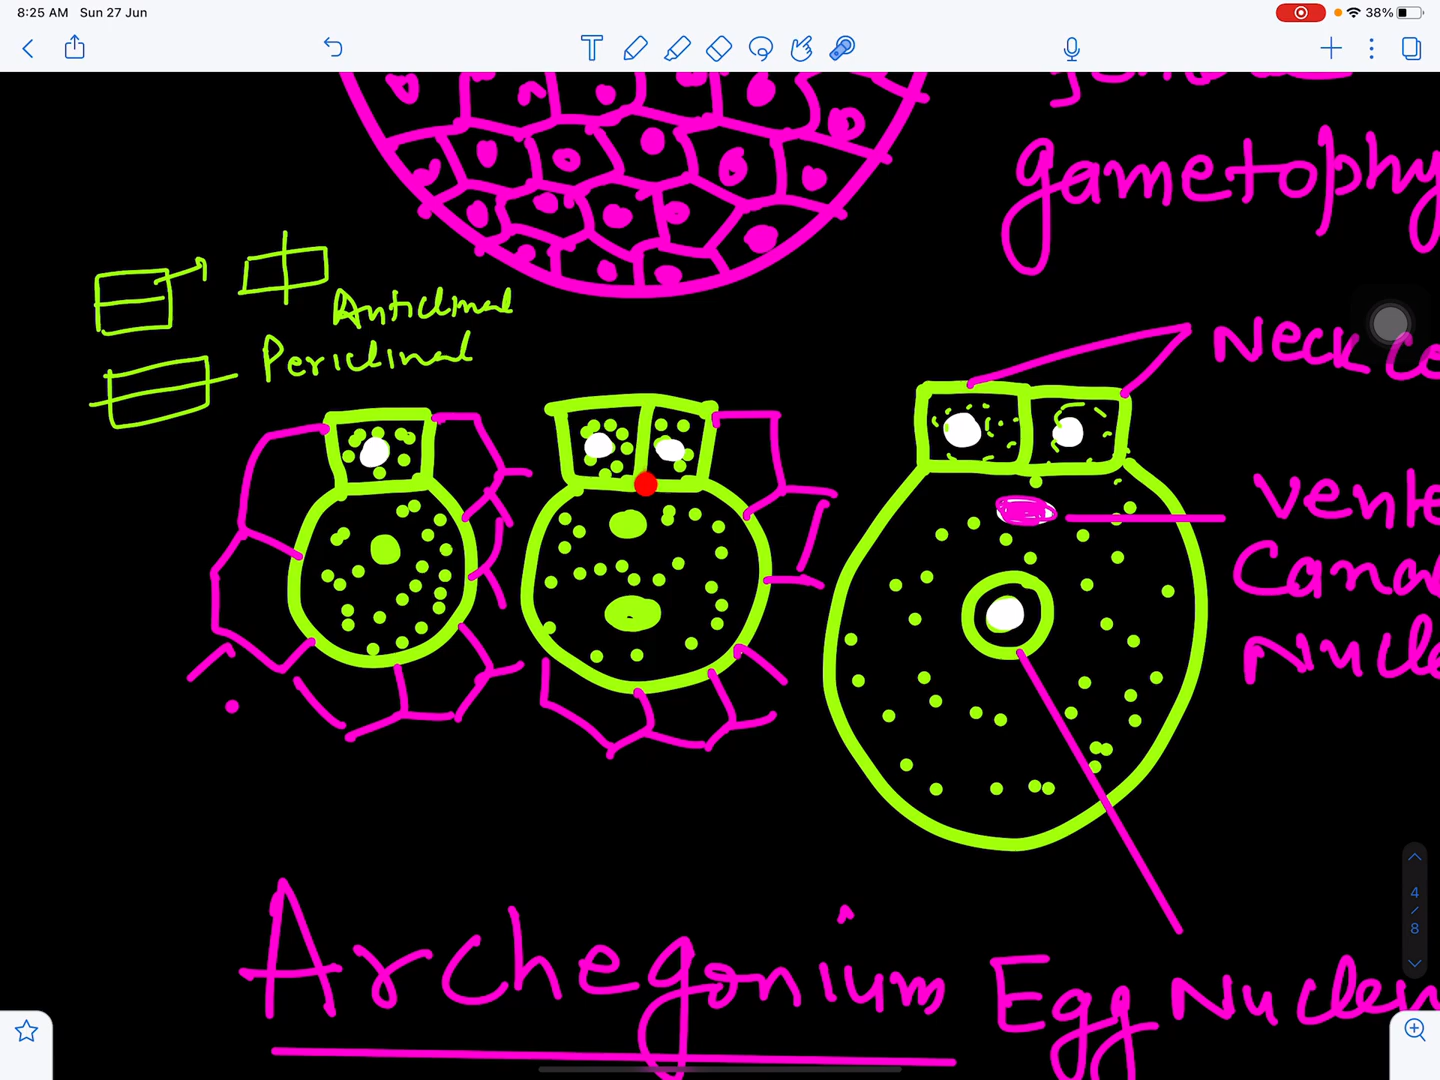 8:25 AM Sun 27 Jun
38%
gametophy
Anticlinal
Periclinal
Neck Ce
Vente
Canal
Nucle
4
/
8
Archegonium
Egg Nucleu